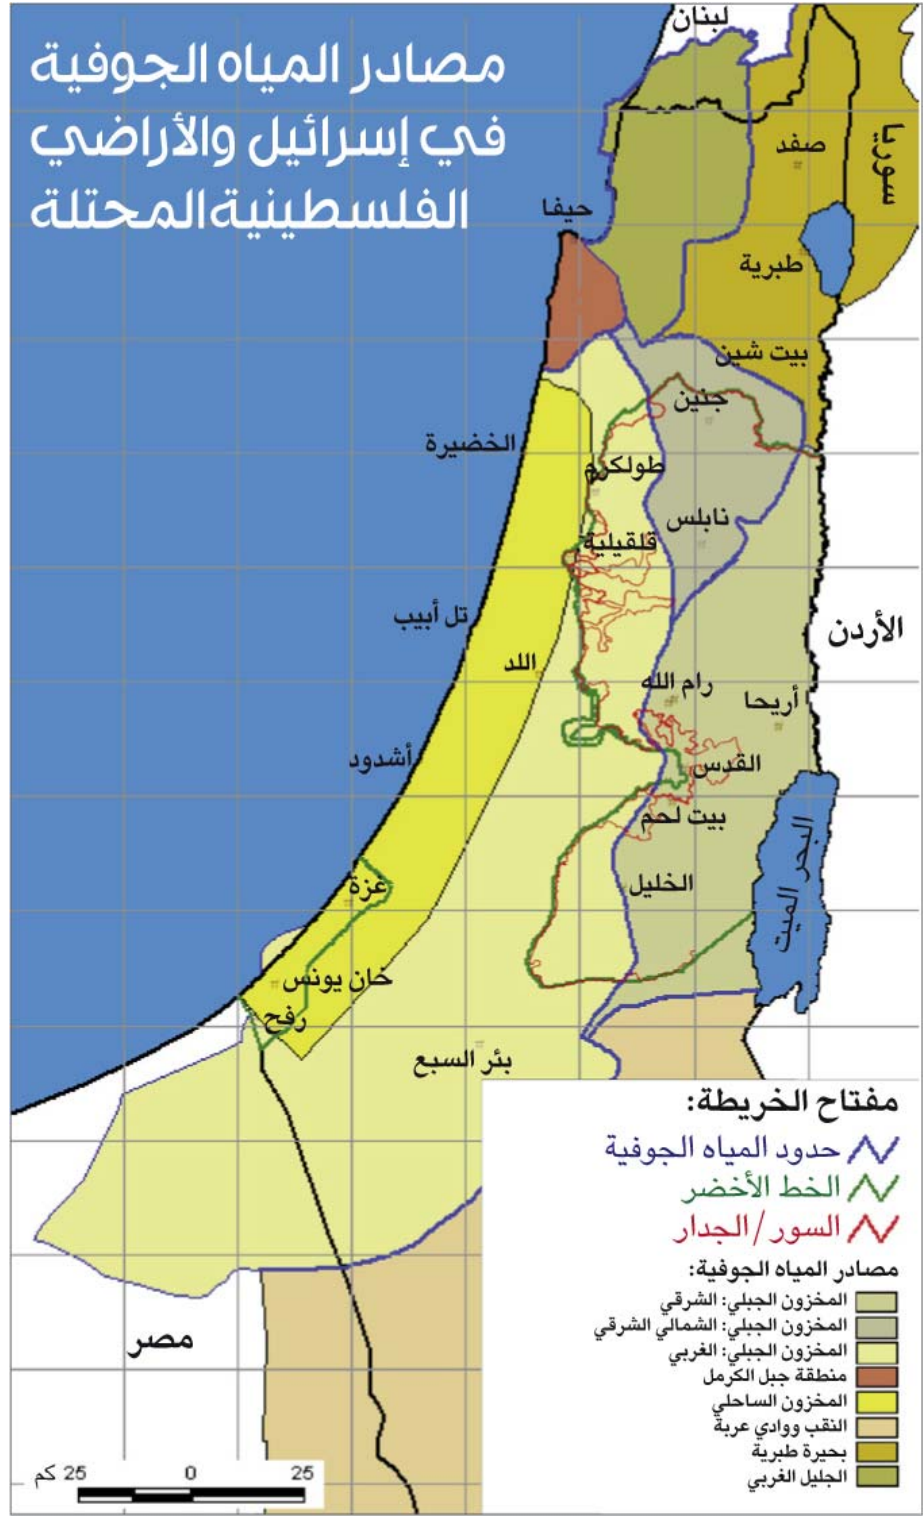 مصادر المياه الجوفية
في إسرائيل والأراضي
الفلسطينية المحتلة
لبنان
صفد
سوريا
حيفا
طبرية
بيت شين
جنين
الخضيرة
طولكرم
نابلس
قلقيلية
تل أبيب
الأردن
اللد
رام الله
أريحا
أشدود
القدس
بيت لحم
البحر الميت
غزة
الخليل
خان يونس
رفح
بئر السبع
مصر
مفتاح الخريطة:
حدود المياه الجوفية
الخط الأخضر
السور/الجدار
مصادر المياه الجوفية:
المخزون الجبلي: الشرقي
المخزون الجبلي: الشمالي الشرقي
المخزون الجبلي: الغربي
منطقة جبل الكرمل
المخزون الساحلي
النقب ووادي عربة
بحيرة طبرية
الجليل الغربي
25 0 25 كم